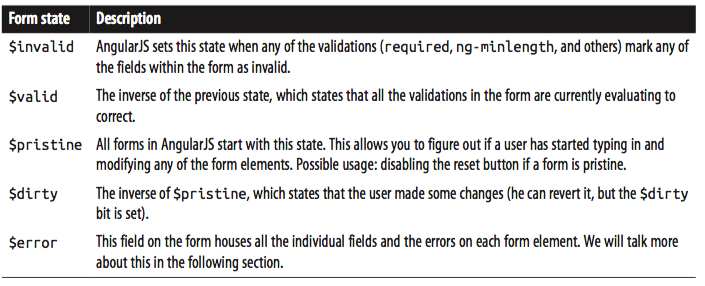 Form state Description
$invalid AngularJS sets this state when any of the validations (required, ng-minlength, and others) mark any of
the fields within the form as invalid.
$valid The inverse of the previous state, which states that all the validations in the form are currently evaluating to
correct.
$pristine All forms in AngularJS start with this state. This allows you to figure out if a user has started typing in and
modifying any of the form elements. Possible usage: disabling the reset button if a form is pristine.
$dirty The inverse of $pristine, which states that the user made some changes (he can revert it, but the $dirty
bit is set).
$error This field on the form houses all the individual fields and the errors on each form element. We will talk more
about this in the following section.